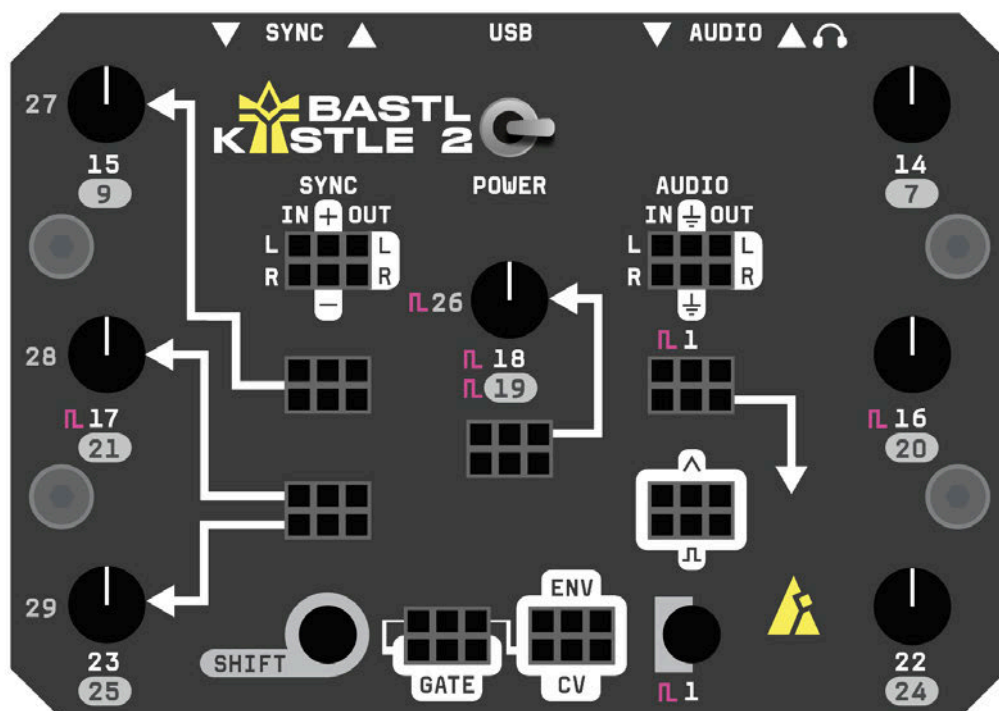 ▼ SYNC ▲
USB
▼ AUDIO ▲
27
BASTL
K STLE 2
15
9
14
7
SYNC
POWER
AUDIO
IN + OUT
IN OUT
L L
L L
R R
R R
−
26
28
18
1
19
17
21
16
20
29
ENV
SHIFT
GATE
CV
23
25
1
22
24